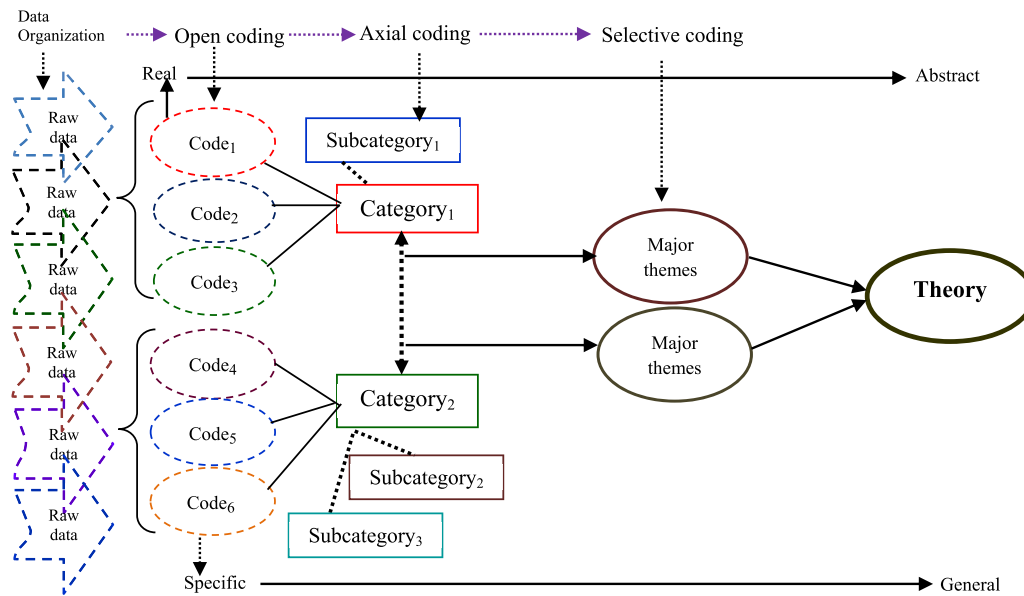 Data
Organization
Open coding
Axial coding
Selective coding
Real
Abstract
Raw
data
Raw
data
Raw
data
Raw
data
Raw
data
Raw
data
Code1
Code2
Code3
Code4
Code5
Code6
Subcategory1
Category1
Category2
Subcategory2
Subcategory3
Major
themes
Major
themes
Theory
Specific
General